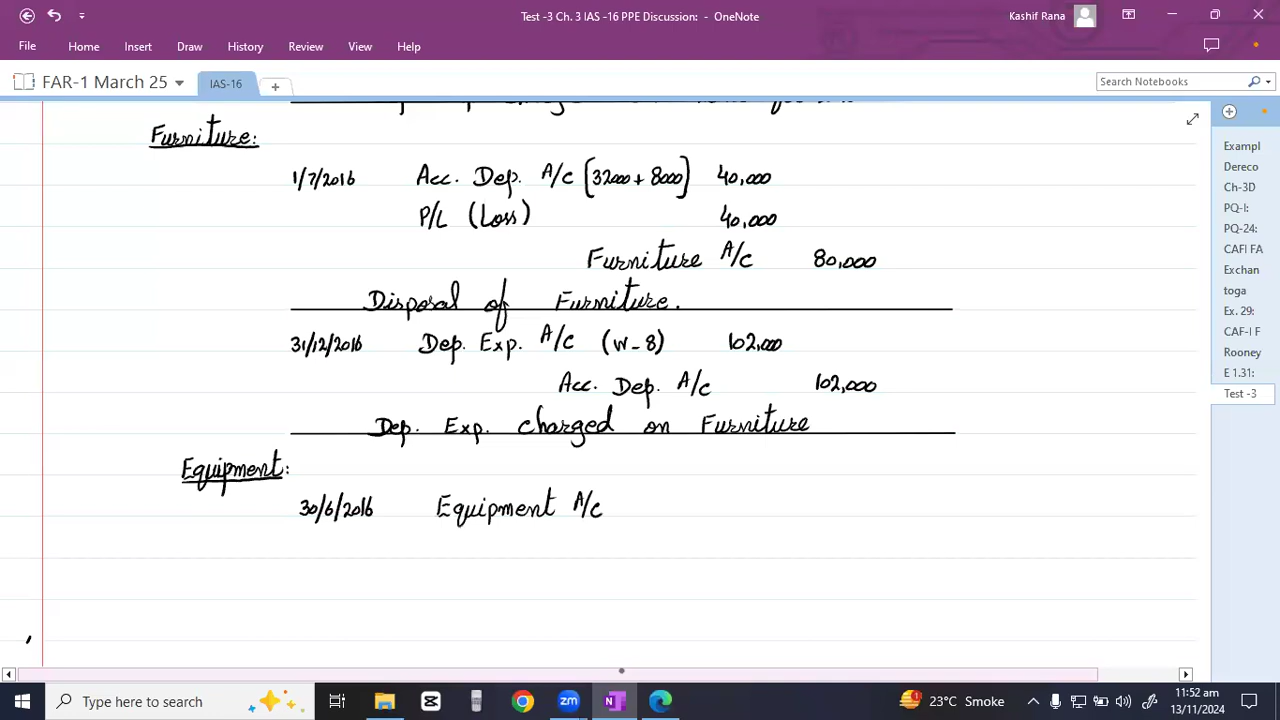 Test -3 Ch. 3 IAS -16 PPE Discussion: - OneNote
Kashif Rana
File Home Insert Draw History Review View Help
FAR-1 March 25
IAS-16
Search Notebooks
Furniture:
1/7/2016 Acc. Dep. A/C [32000 + 8000] 40,000
P/L (Loss) 40,000
Furniture A/C 80,000
Disposal of Furniture.
31/12/2016 Dep. Exp. A/C (W-8) 102,000
Acc. Dep. A/C 102,000
Dep. Exp. charged on Furniture
Equipment:
30/6/2016 Equipment A/C
Exampl
Dereco
Ch-3D
PQ-I:
PQ-24:
CAFI FA
Exchan
toga
Ex. 29:
CAF-I F
Rooney
E 1.31:
Test -3
Type here to search
zm
N
1
23°C Smoke
11:52 am
13/11/2024